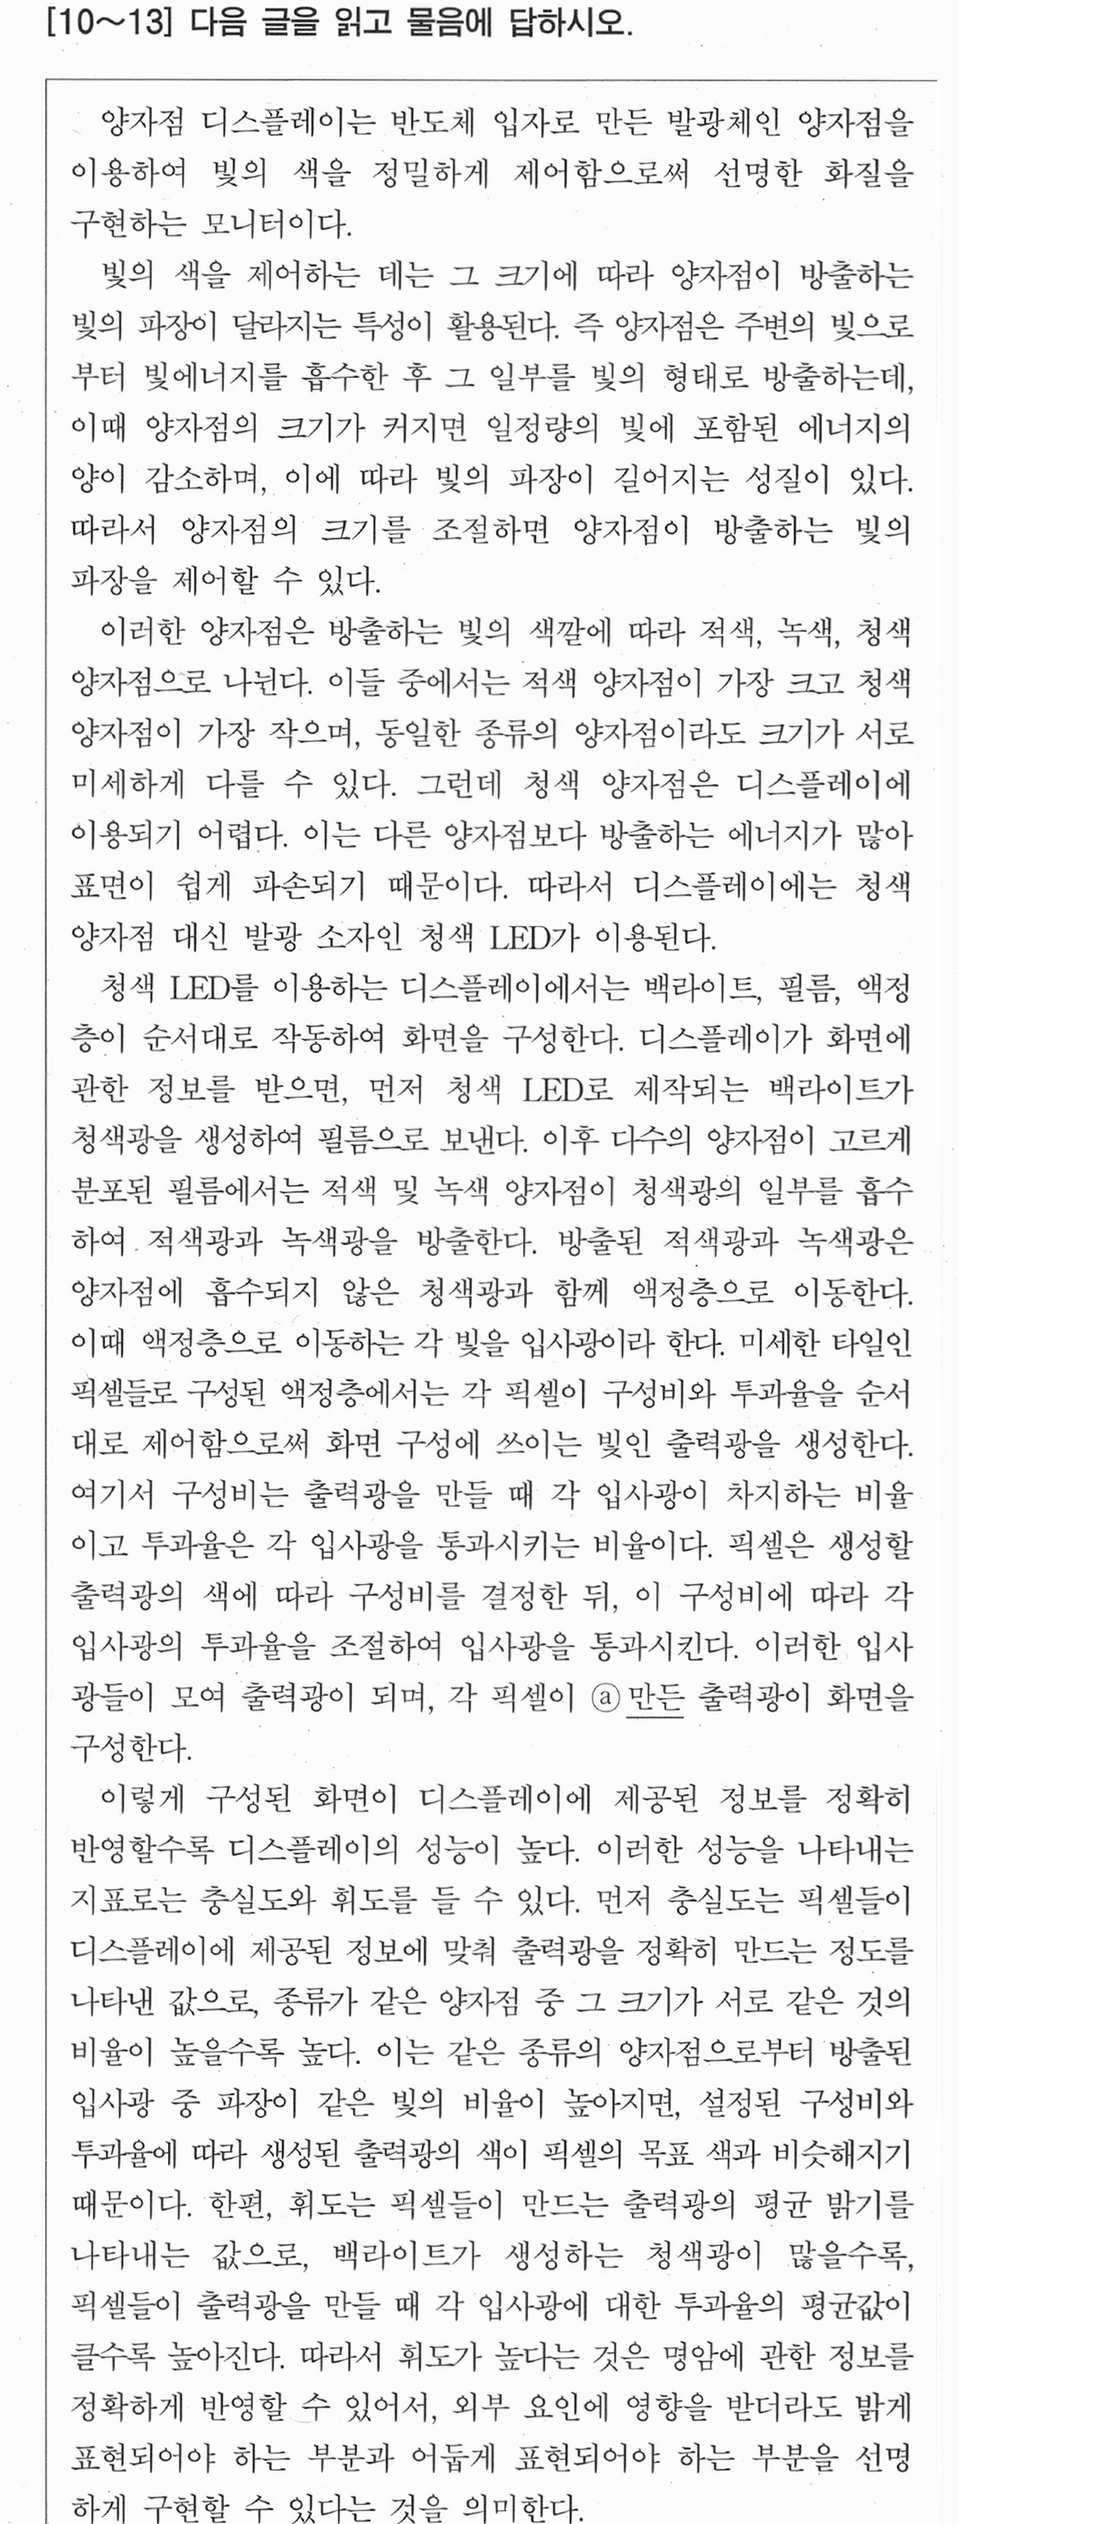 [10～13] 다음 글을 읽고 물음에 답하시오.
양자점 디스플레이는 반도체 입자로 만든 발광체인 양자점을
이용하여 빛의 색을 정밀하게 제어함으로써 선명한 화질을
구현하는 모니터이다.
빛의 색을 제어하는 데는 그 크기에 따라 양자점이 방출하는
빛의 파장이 달라지는 특성이 활용된다. 즉 양자점은 주변의 빛으로
부터 빛에너지를 흡수한 후 그 일부를 빛의 형태로 방출하는데,
이때 양자점의 크기가 커지면 일정량의 빛에 포함된 에너지의
양이 감소하며, 이에 따라 빛의 파장이 길어지는 성질이 있다.
따라서 양자점의 크기를 조절하면 양자점이 방출하는 빛의
파장을 제어할 수 있다.
이러한 양자점은 방출하는 빛의 색깔에 따라 적색, 녹색, 청색
양자점으로 나뉜다. 이들 중에서는 적색 양자점이 가장 크고 청색
양자점이 가장 작으며, 동일한 종류의 양자점이라도 크기가 서로
미세하게 다를 수 있다. 그런데 청색 양자점은 디스플레이에
이용되기 어렵다. 이는 다른 양자점보다 방출하는 에너지가 많아
표면이 쉽게 파손되기 때문이다. 따라서 디스플레이에는 청색
양자점 대신 발광 소자인 청색 LED가 이용된다.
청색 LED를 이용하는 디스플레이에서는 백라이트, 필름, 액정
층이 순서대로 작동하여 화면을 구성한다. 디스플레이가 화면에
관한 정보를 받으면, 먼저 청색 LED로 제작되는 백라이트가
청색광을 생성하여 필름으로 보낸다. 이후 다수의 양자점이 고르게
분포된 필름에서는 적색 및 녹색 양자점이 청색광의 일부를 흡수
하여 적색광과 녹색광을 방출한다. 방출된 적색광과 녹색광은
양자점에 흡수되지 않은 청색광과 함께 액정층으로 이동한다.
이때 액정층으로 이동하는 각 빛을 입사광이라 한다. 미세한 타일인
픽셀들로 구성된 액정층에서는 각 픽셀이 구성비와 투과율을 순서
대로 제어함으로써 화면 구성에 쓰이는 빛인 출력광을 생성한다.
여기서 구성비는 출력광을 만들 때 각 입사광이 차지하는 비율
이고 투과율은 각 입사광을 통과시키는 비율이다. 픽셀은 생성할
출력광의 색에 따라 구성비를 결정한 뒤, 이 구성비에 따라 각
입사광의 투과율을 조절하여 입사광을 통과시킨다. 이러한 입사
광들이 모여 출력광이 되며, 각 픽셀이 ⓐ만든 출력광이 화면을
구성한다.
이렇게 구성된 화면이 디스플레이에 제공된 정보를 정확히
반영할수록 디스플레이의 성능이 높다. 이러한 성능을 나타내는
지표로는 충실도와 휘도를 들 수 있다. 먼저 충실도는 픽셀들이
디스플레이에 제공된 정보에 맞춰 출력광을 정확히 만드는 정도를
나타낸 값으로, 종류가 같은 양자점 중 그 크기가 서로 같은 것의
비율이 높을수록 높다. 이는 같은 종류의 양자점으로부터 방출된
입사광 중 파장이 같은 빛의 비율이 높아지면, 설정된 구성비와
투과율에 따라 생성된 출력광의 색이 픽셀의 목표 색과 비슷해지기
때문이다. 한편, 휘도는 픽셀들이 만드는 출력광의 평균 밝기를
나타내는 값으로, 백라이트가 생성하는 청색광이 많을수록,
픽셀들이 출력광을 만들 때 각 입사광에 대한 투과율의 평균값이
클수록 높아진다. 따라서 휘도가 높다는 것은 명암에 관한 정보를
정확하게 반영할 수 있어서, 외부 요인에 영향을 받더라도 밝게
표현되어야 하는 부분과 어둡게 표현되어야 하는 부분을 선명
하게 구현할 수 있다는 것을 의미한다.